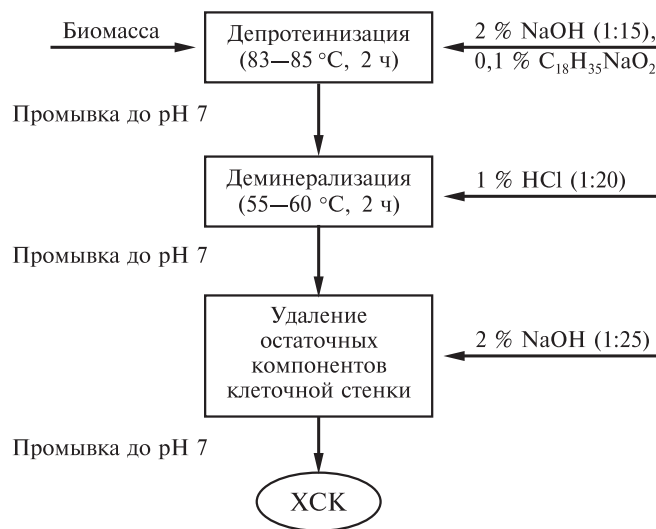 Биомасса
Депротеинизация
(83—85 °C, 2 ч)
2 % NaOH (1:15),
0,1 % C₁₈H₃₅NaO₂
Промывка до pH 7
Деминерализация
(55—60 °C, 2 ч)
1 % HCl (1:20)
Промывка до pH 7
Удаление
остаточных
компонентов
клеточной стенки
2 % NaOH (1:25)
Промывка до pH 7
ХСК